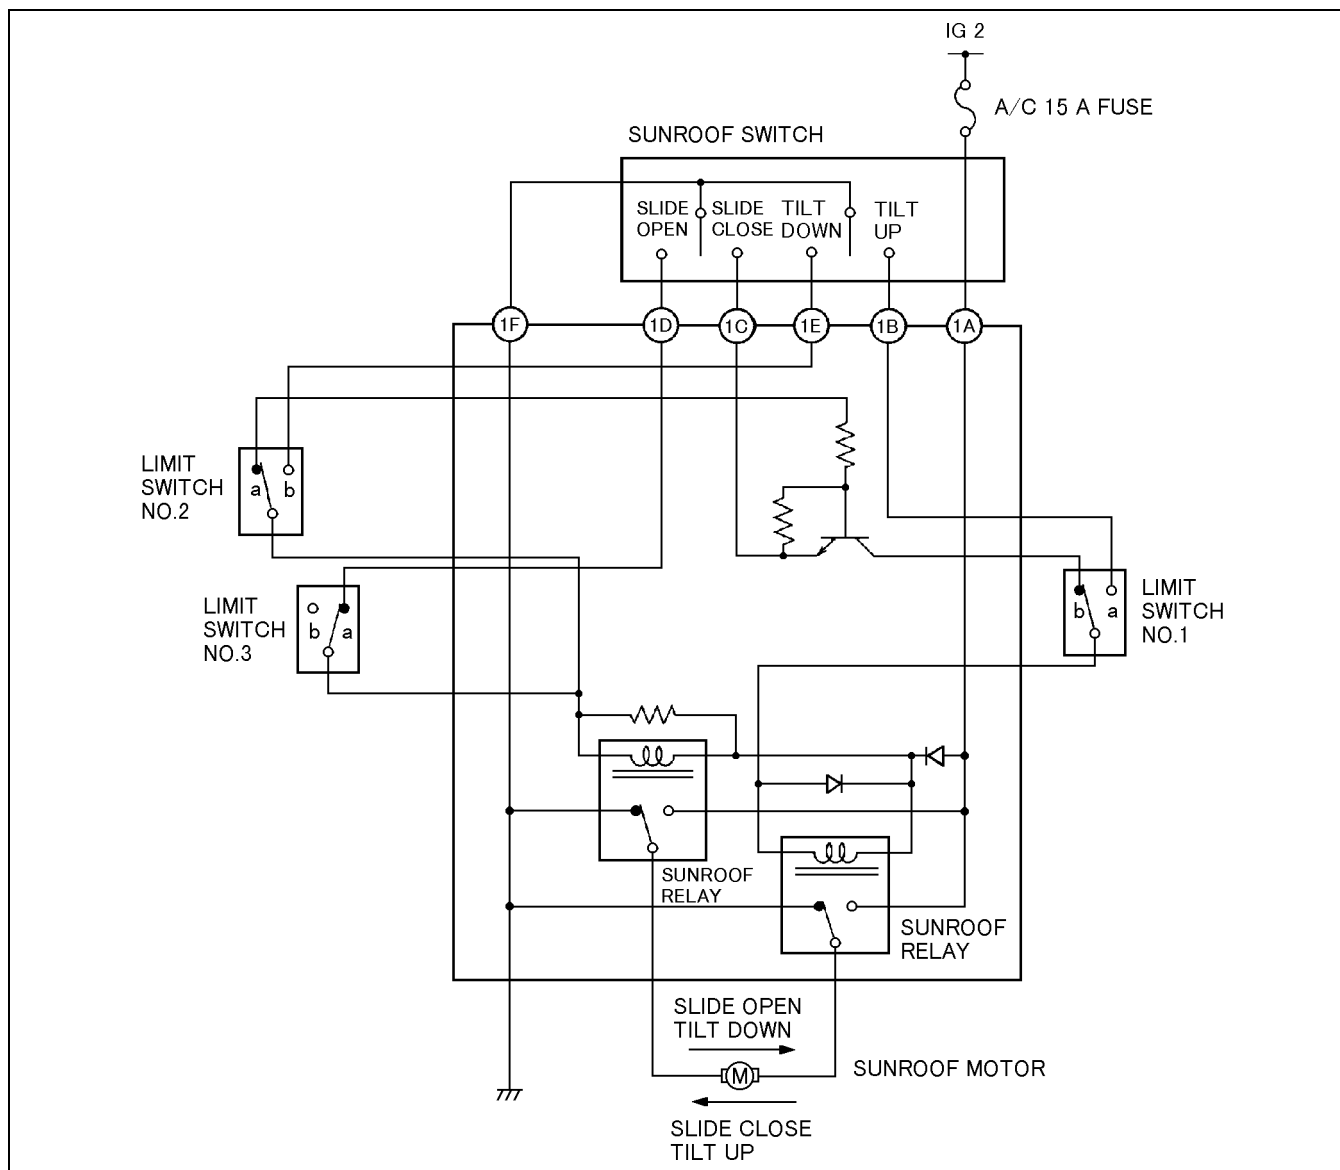 IG 2
A/C 15 A FUSE
SUNROOF SWITCH
SLIDE
OPEN
SLIDE
CLOSE
TILT
DOWN
TILT
UP
1F
1D
1C
1E
1B
1A
LIMIT
SWITCH
NO.2
a
b
LIMIT
SWITCH
NO.3
b
a
LIMIT
SWITCH
NO.1
b
a
SUNROOF
RELAY
SUNROOF
RELAY
SLIDE OPEN
TILT DOWN
M
SUNROOF MOTOR
SLIDE CLOSE
TILT UP